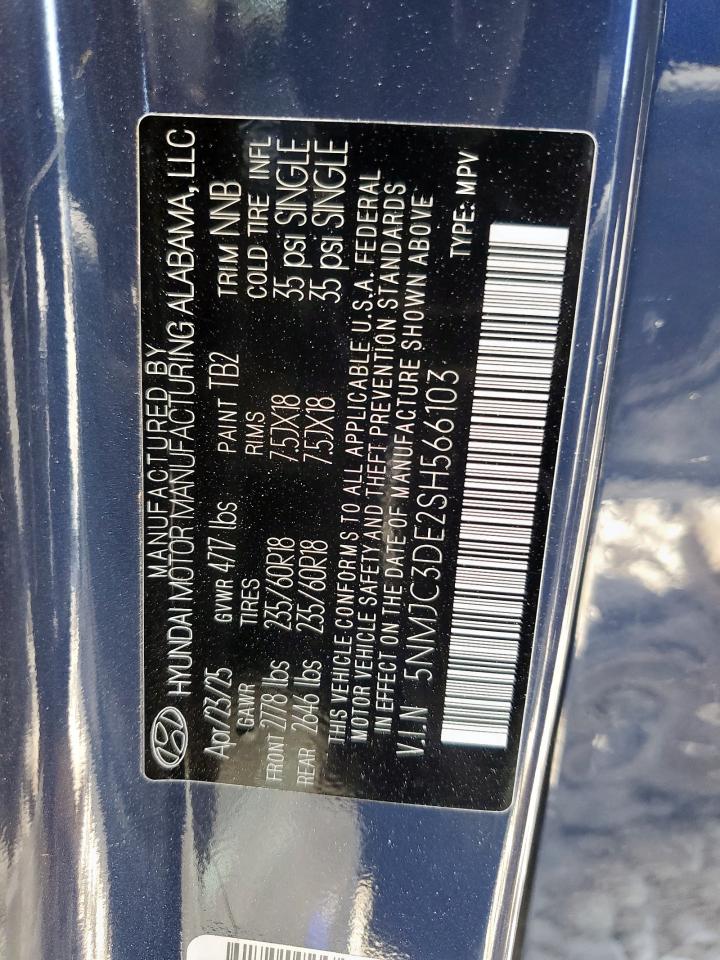 MANUFACTURED BY
HYUNDAI MOTOR MANUFACTURING ALABAMA, LLC
Apr/23/25 GVWR 4717 lbs PAINT TB2 TRIM NNB
GAWR TIRES RIMS COLD TIRE INFL
FRONT 2778 lbs 235/60R18 7.5JX18 35 psi SINGLE
REAR 2646 lbs 235/60R18 7.5JX18 35 psi SINGLE
THIS VEHICLE CONFORMS TO ALL APPLICABLE U.S.A. FEDERAL
MOTOR VEHICLE SAFETY AND THEFT PREVENTION STANDARDS
IN EFFECT ON THE DATE OF MANUFACTURE SHOWN ABOVE
V.I.N 5NMJC3DE2SH566103 TYPE: MPV